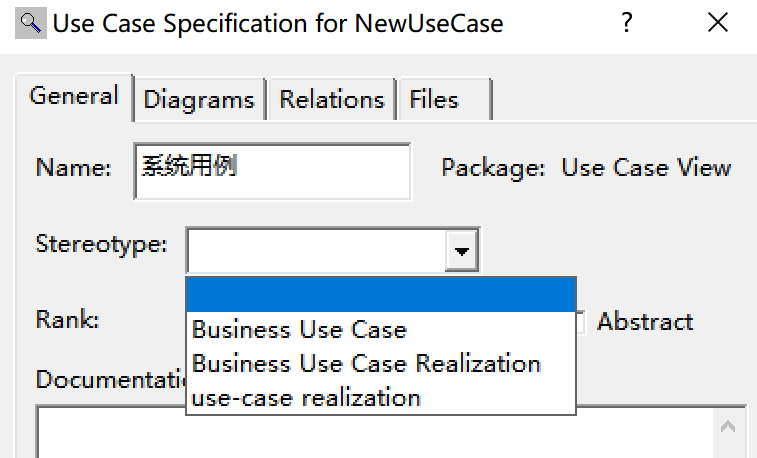 Use Case Specification for NewUseCase ? ×
General Diagrams Relations Files
Name: 系统用例 Package: Use Case View
Stereotype:
Rank: Abstract
Business Use Case
Business Use Case Realization
Documentatic
use-case realization